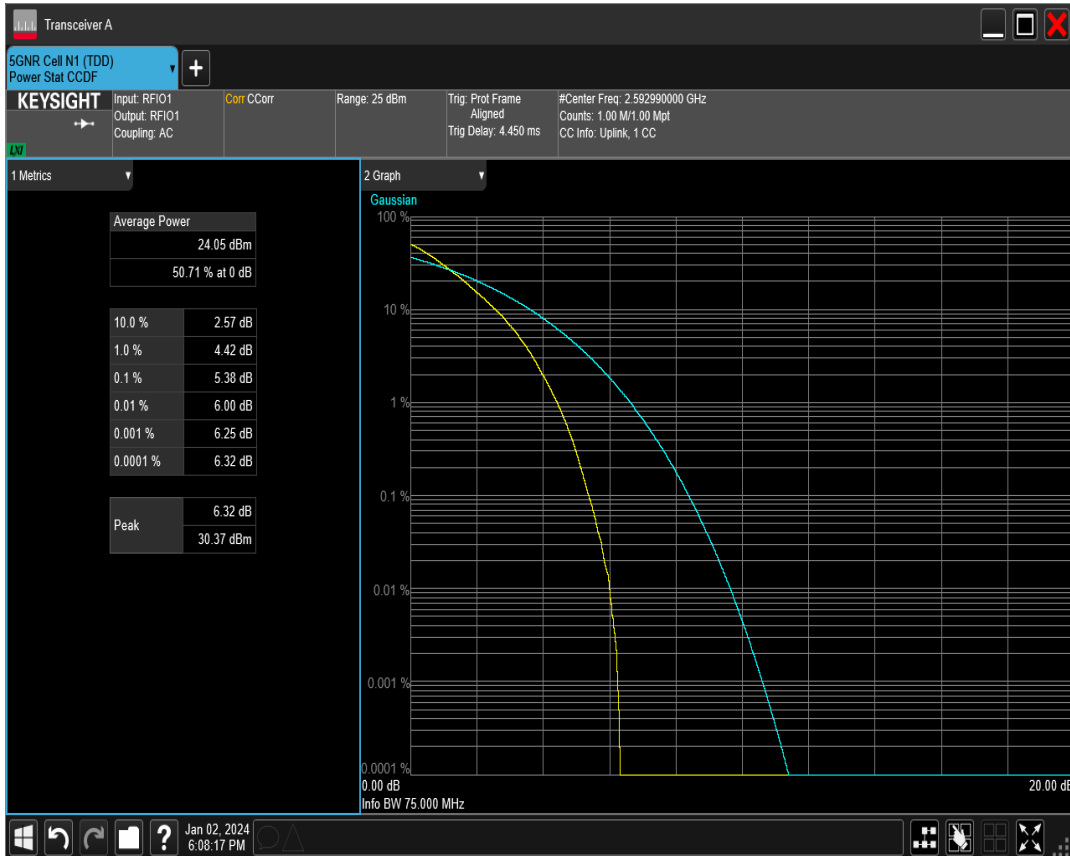 Transceiver A
5GNR Cell N1 (TDD)
Power Stat CCDF
+
KEYSIGHT
LXI
Input: RFIO1
Output: RFIO1
Coupling: AC
Corr CCorr
Range: 25 dBm
Trig: Prot Frame
Aligned
Trig Delay: 4.450 ms
#Center Freq: 2.592990000 GHz
Counts: 1.00 M/1.00 Mpt
CC Info: Uplink, 1 CC
1 Metrics
Average Power
24.05 dBm
50.71 % at 0 dB
10.0 % 2.57 dB
1.0 % 4.42 dB
0.1 % 5.38 dB
0.01 % 6.00 dB
0.001 % 6.25 dB
0.0001 % 6.32 dB
Peak
6.32 dB
30.37 dBm
2 Graph
Gaussian
100 %
10 %
1 %
0.1 %
0.01 %
0.001 %
0.0001 %
0.00 dB
20.00 dB
Info BW 75.000 MHz
?
Jan 02, 2024
6:08:17 PM